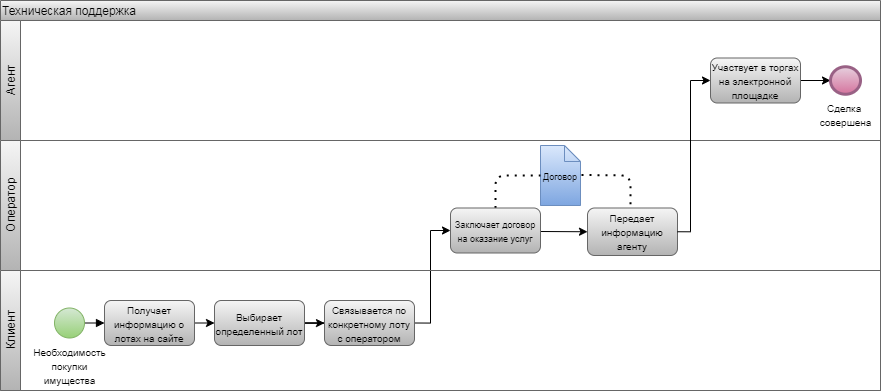 Техническая поддержка
Агент
Участвует в торгах
на электронной
площадке
Сделка
совершена
Оператор
Договор
Заключает договор
на оказание услуг
Передает
информацию
агенту
Клиент
Получает
информацию о
лотах на сайте
Выбирает
определенный лот
Связывается по
конкретному лоту
с оператором
Необходимость
покупки
имущества